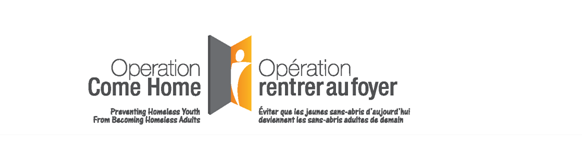 Operation
Come Home
Preventing Homeless Youth
From Becoming Homeless Adults
Opération
rentrer au foyer
Éviter que les jeunes sans-abris d'aujourd'hui
deviennent les sans-abris adultes de demain